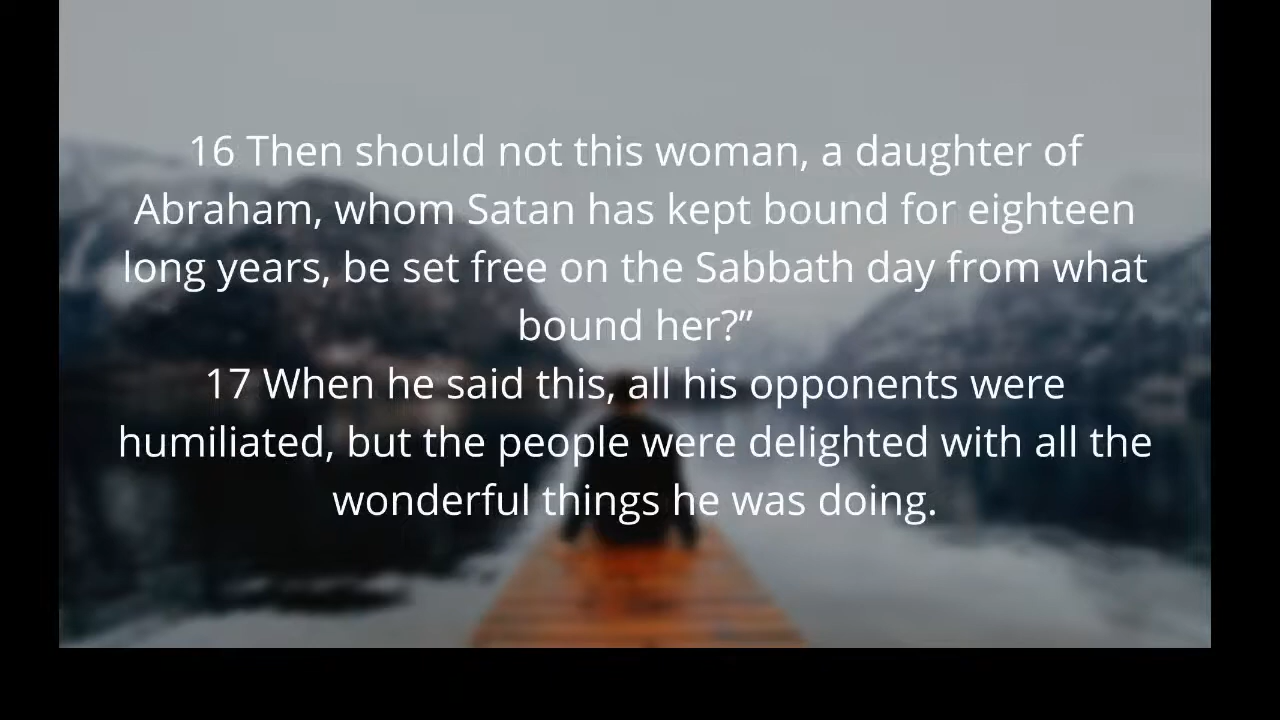 16 Then should not this woman, a daughter of
Abraham, whom Satan has kept bound for eighteen
long years, be set free on the Sabbath day from what
bound her?”
17 When he said this, all his opponents were
humiliated, but the people were delighted with all the
wonderful things he was doing.